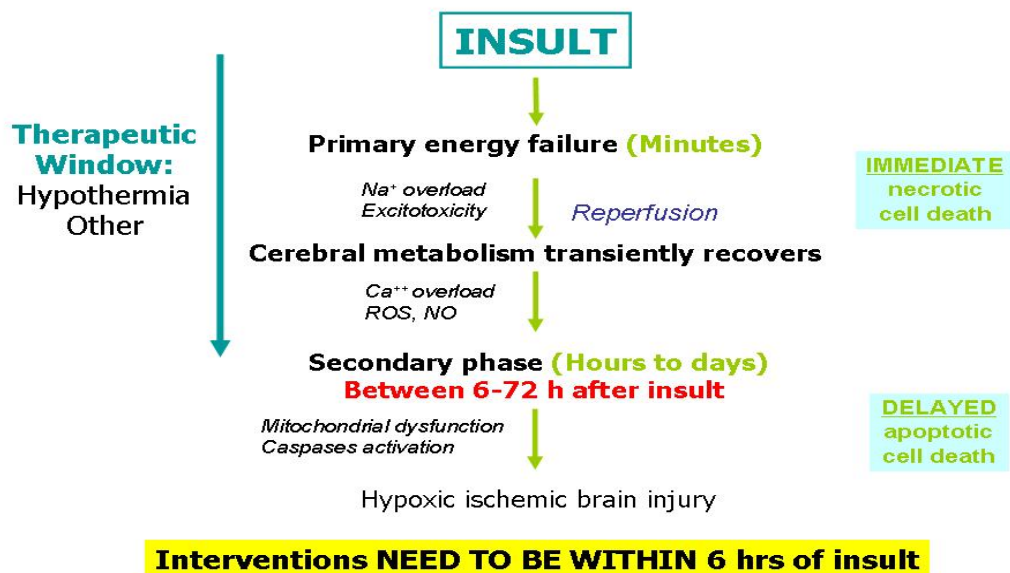 INSULT
Therapeutic
Window:
Hypothermia
Other
Primary energy failure (Minutes)
IMMEDIATE
necrotic
cell death
Na⁺ overload
Excitotoxicity
Reperfusion
Cerebral metabolism transiently recovers
Ca⁺⁺ overload
ROS, NO
Secondary phase (Hours to days)
Between 6-72 h after insult
DELAYED
apoptotic
cell death
Mitochondrial dysfunction
Caspases activation
Hypoxic ischemic brain injury
Interventions NEED TO BE WITHIN 6 hrs of insult